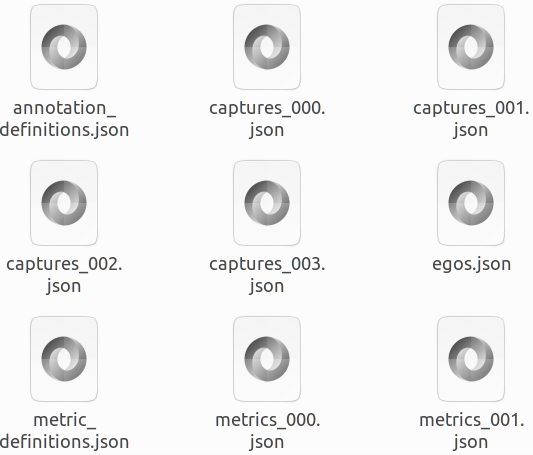 annotation_
definitions.json
captures_000.
json
captures_001.
json
captures_002.
json
captures_003.
json
egos.json
metric_
definitions.json
metrics_000.
json
metrics_001.
json